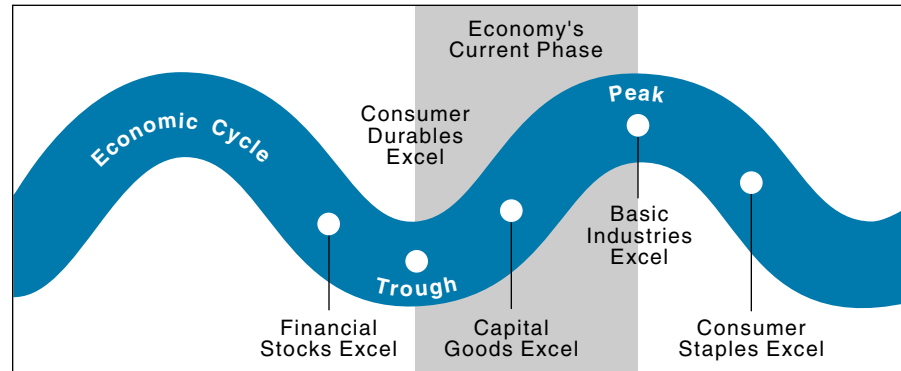 Economy's
Current Phase
Economic Cycle
Peak
Consumer
Durables
Excel
Basic
Industries
Excel
Trough
Financial
Stocks Excel
Capital
Goods Excel
Consumer
Staples Excel